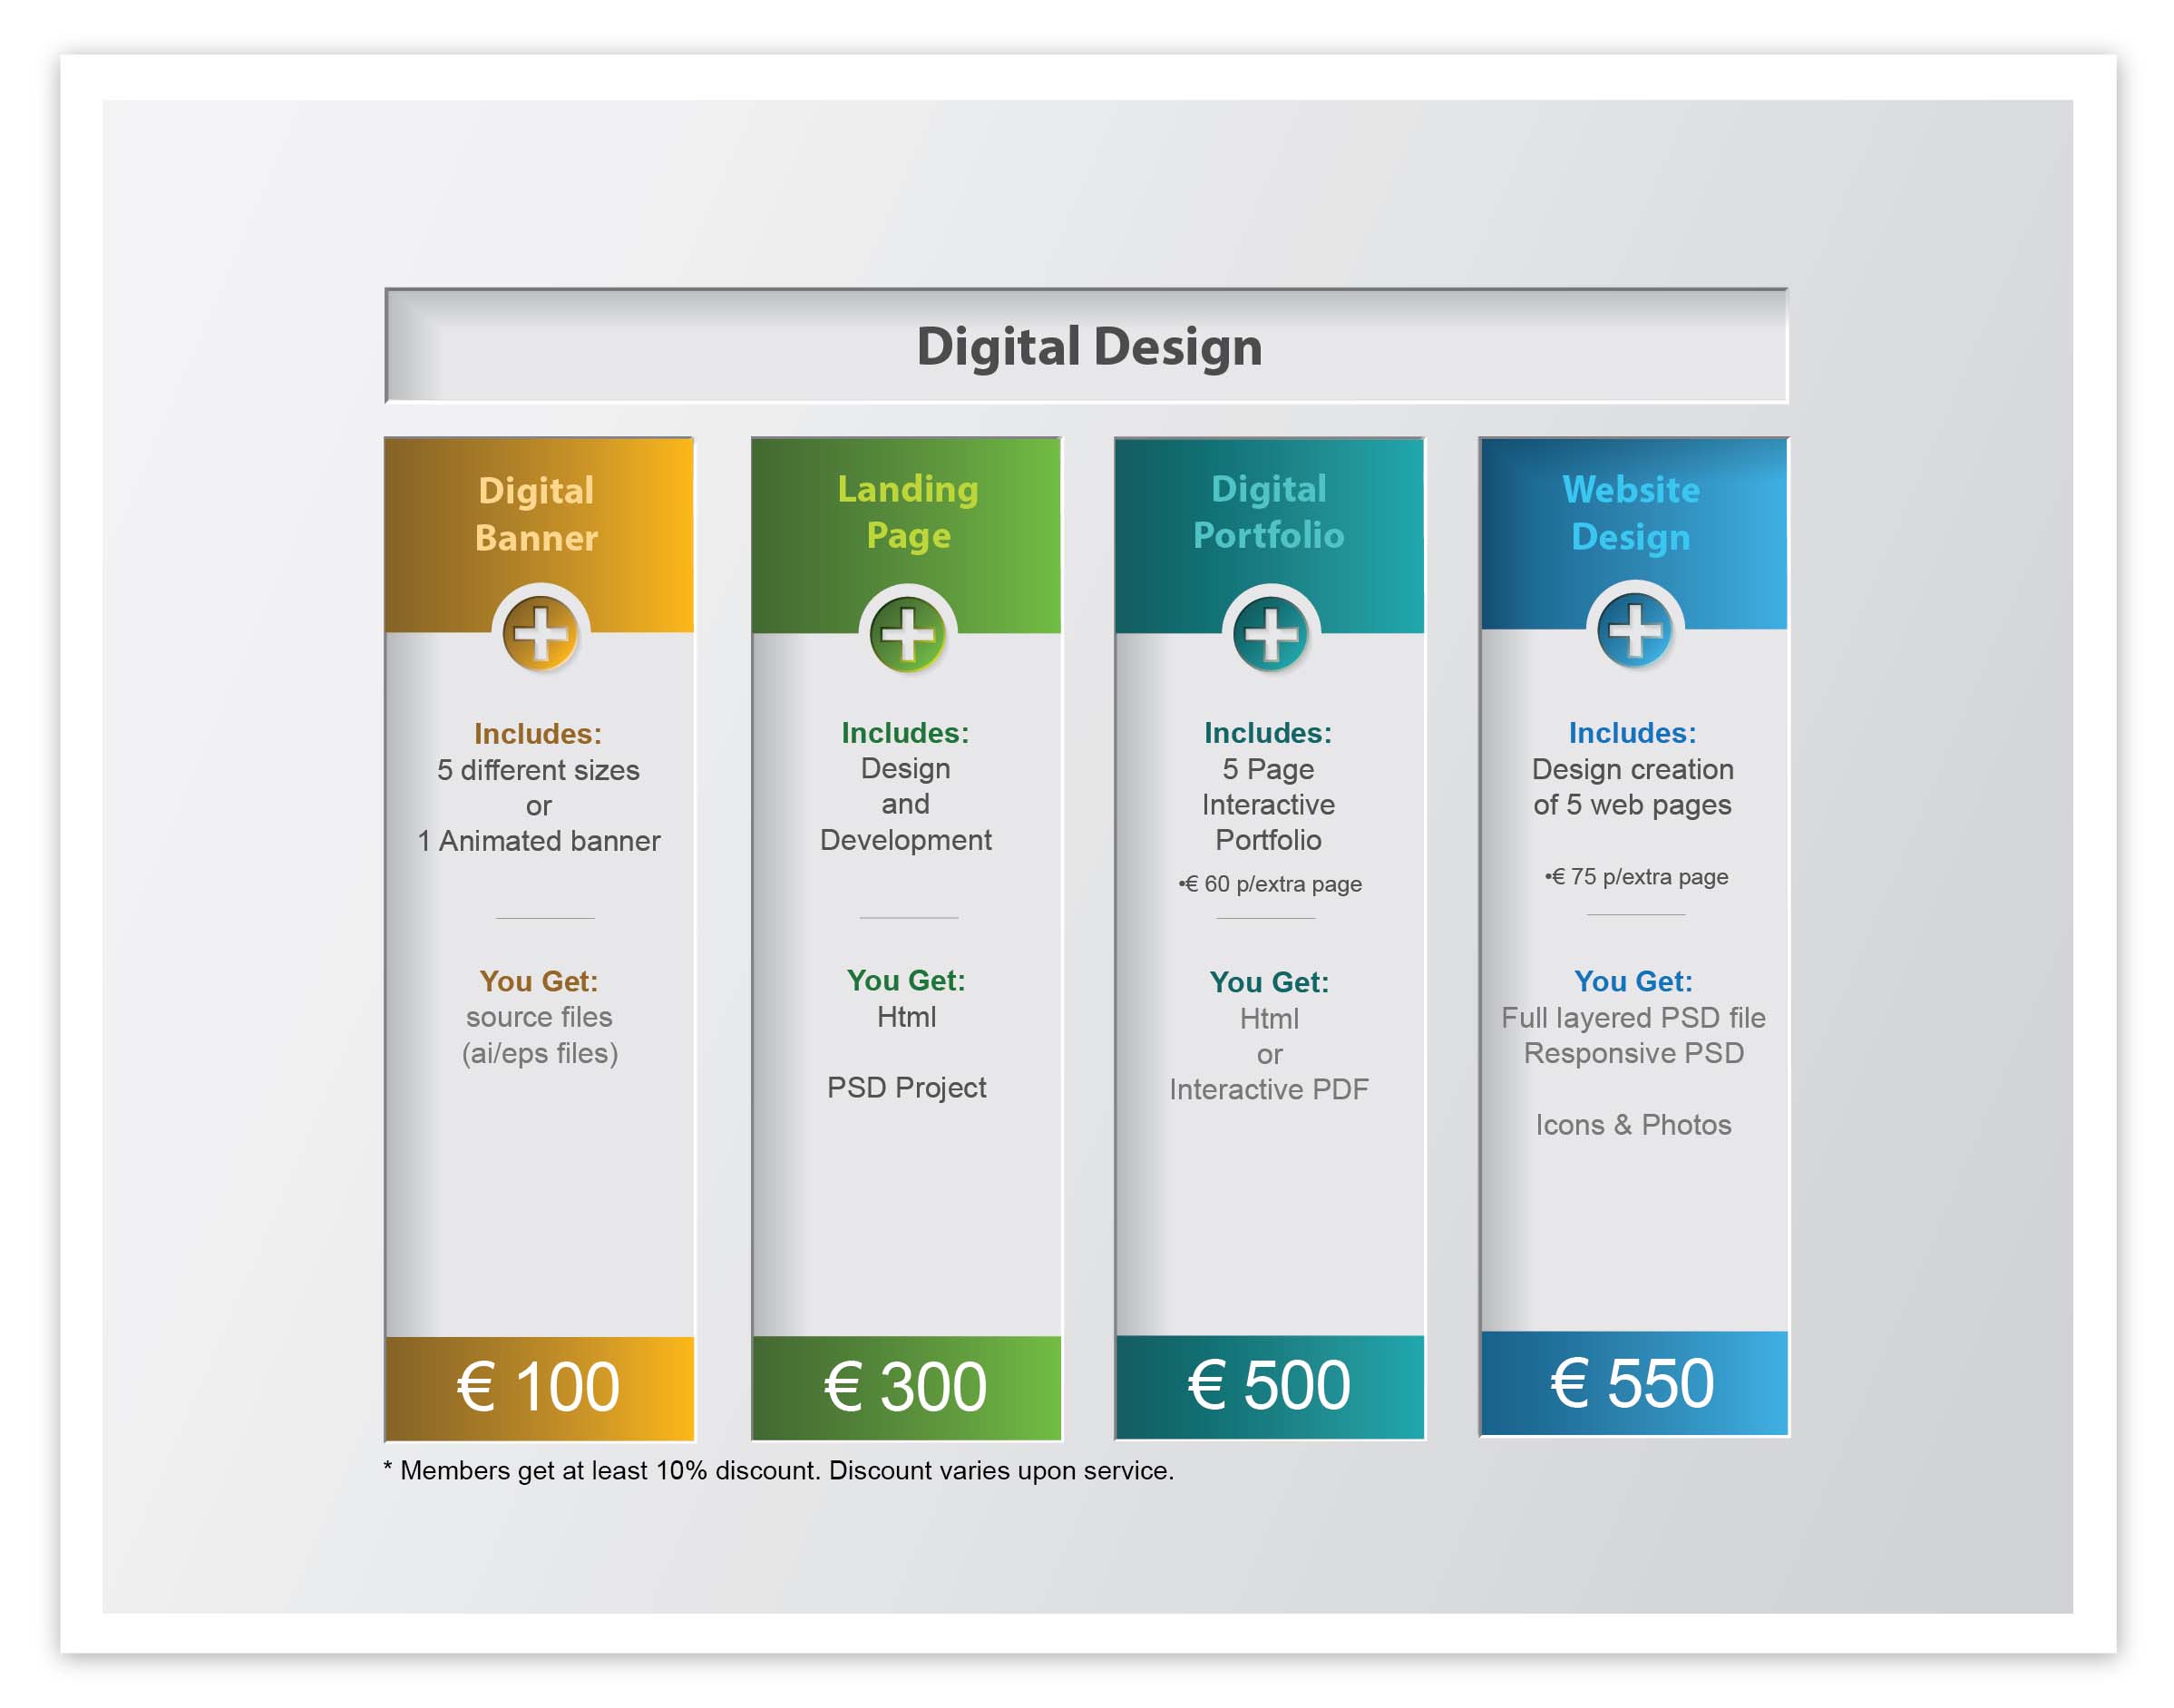 Digital Design
Digital
Banner
Includes:
5 different sizes
or
1 Animated banner
You Get:
source files
(ai/eps files)
€ 100
Landing
Page
Includes:
Design
and
Development
You Get:
Html
PSD Project
€ 300
Digital
Portfolio
Includes:
5 Page
Interactive
Portfolio
•€ 60 p/extra page
You Get:
Html
or
Interactive PDF
€ 500
Website
Design
Includes:
Design creation
of 5 web pages
•€ 75 p/extra page
You Get:
Full layered PSD file
Responsive PSD
Icons & Photos
€ 550
* Members get at least 10% discount. Discount varies upon service.